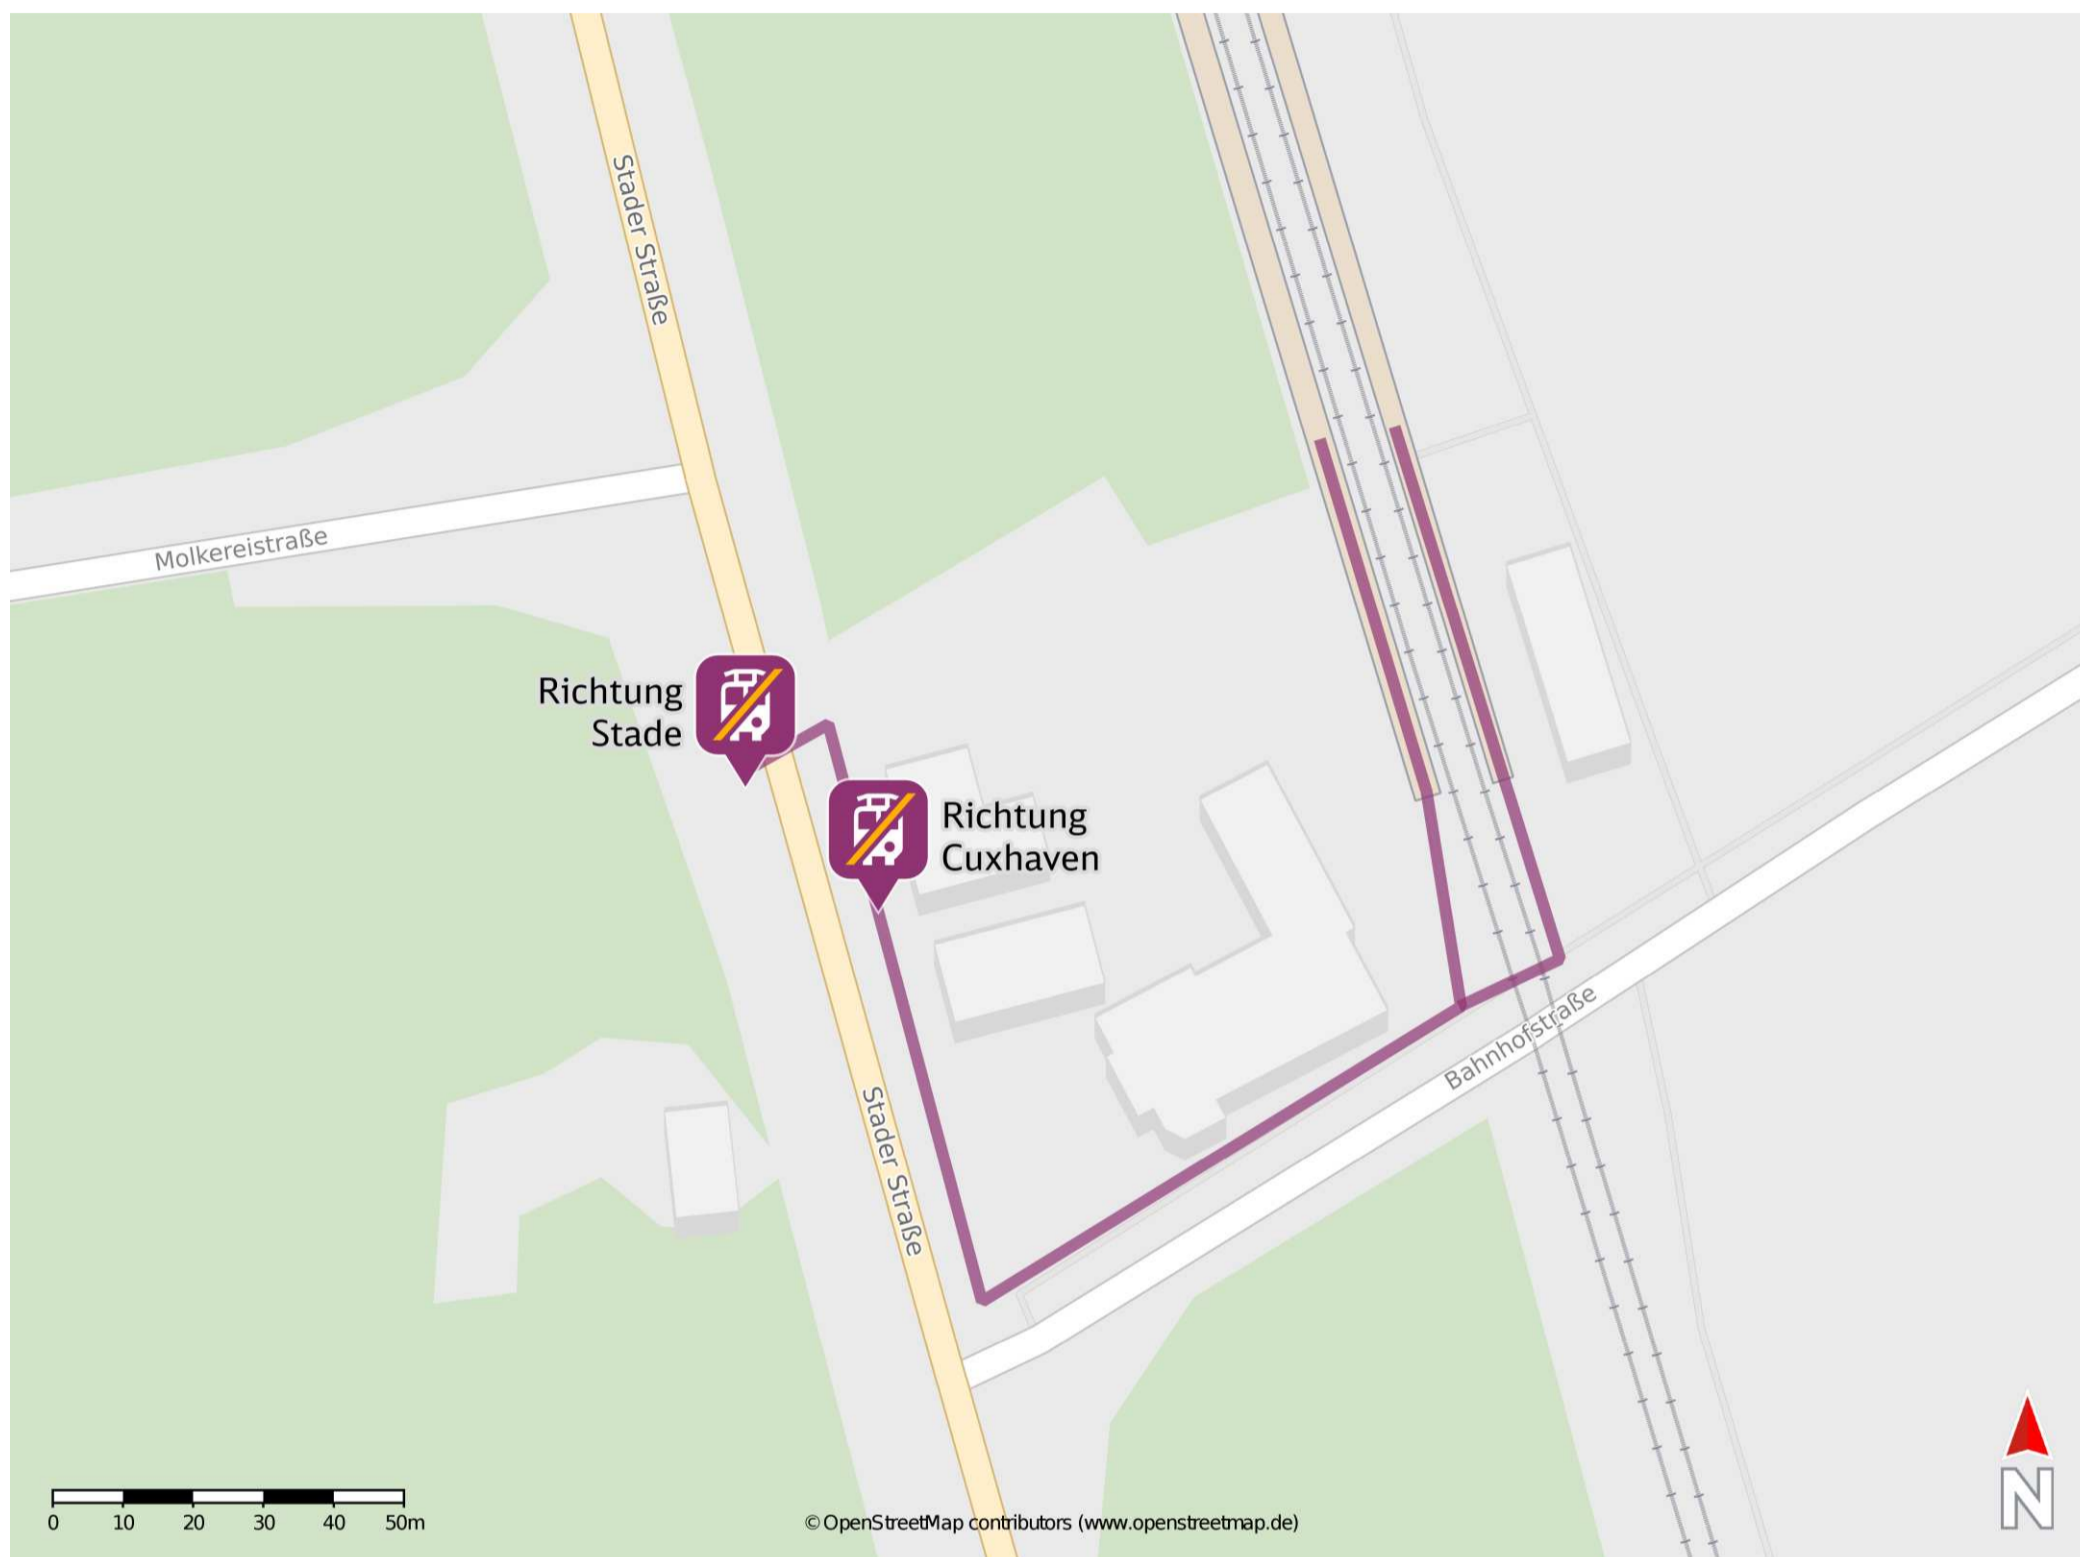 Stader Straße
Molkereistraße
Richtung
Stade
Richtung
Cuxhaven
Bahnhofstraße
Stader Straße
0 10 20 30 40 50m
© OpenStreetMap contributors (www.openstreetmap.de)
N